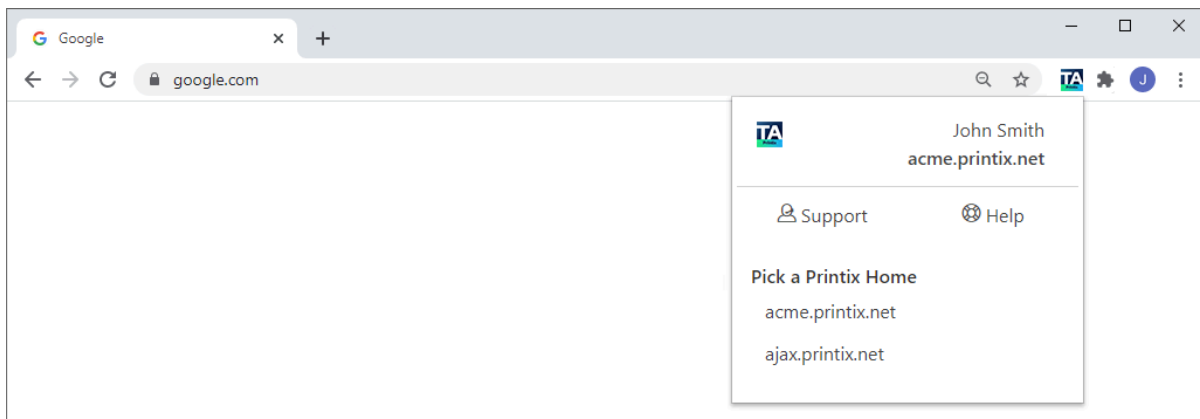 Google
google.com
TA
J
TA
John Smith
acme.printix.net
Support
Help
Pick a Printix Home
acme.printix.net
ajax.printix.net